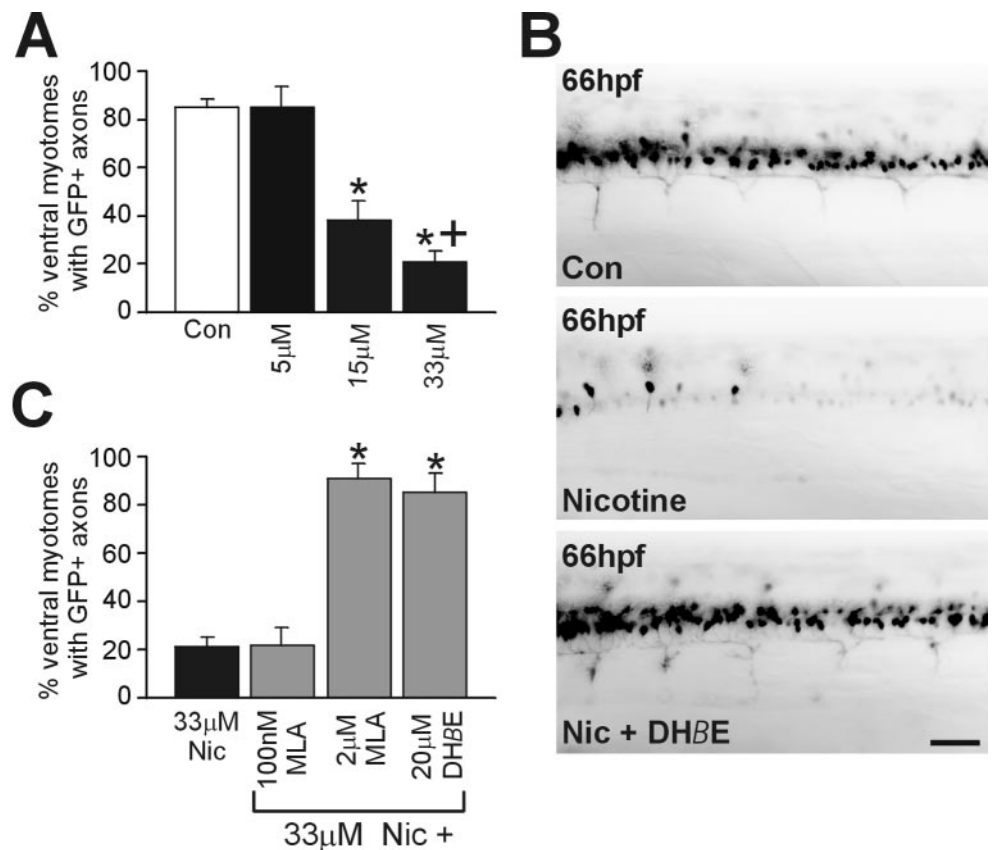 A
% ventral myotomes
with GFP+ axons
100
80
60
40
20
0
*
*+
Con
5μM
15μM
33μM
B
66hpf
Con
66hpf
Nicotine
66hpf
Nic + DHBE
C
% ventral myotomes
with GFP+ axons
100
80
60
40
20
0
*
*
33μM
Nic
100nM
MLA
2μM
MLA
20μM
DHBE
33μM Nic +